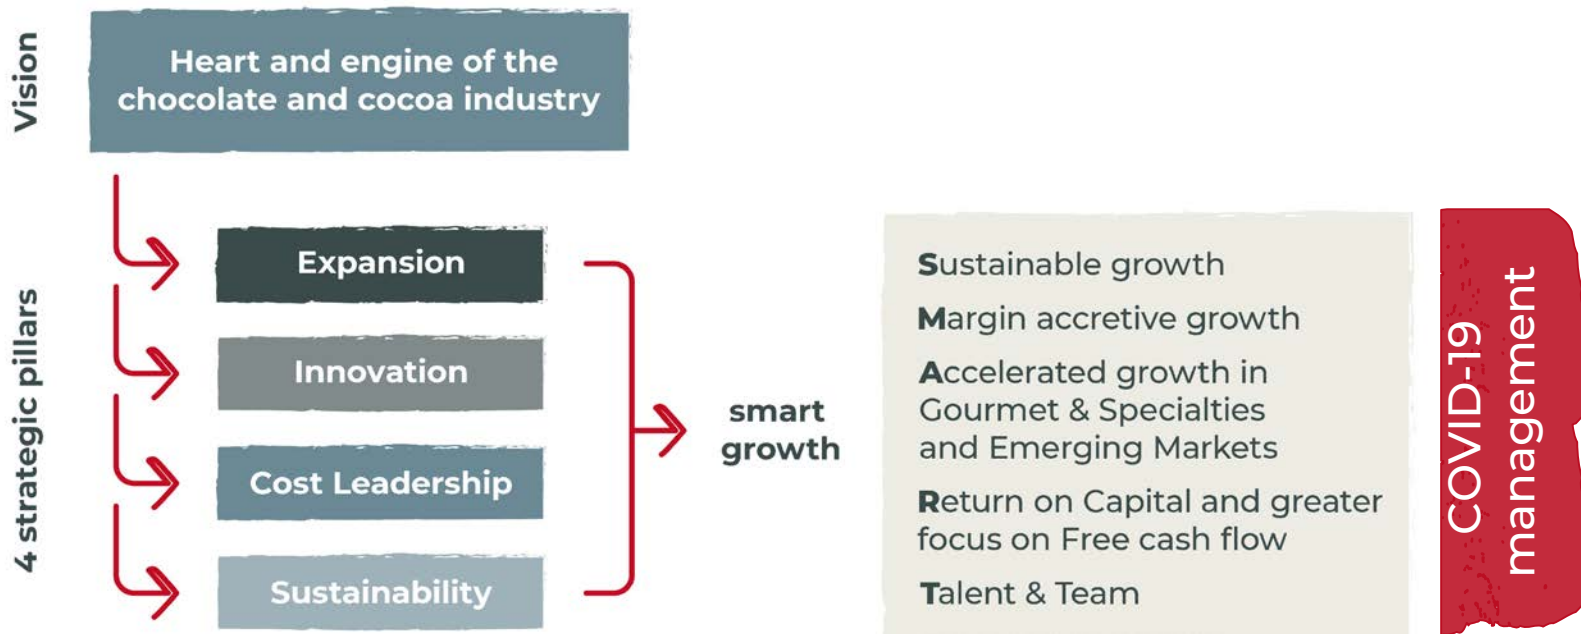 Vision
Heart and engine of the
chocolate and cocoa industry
4 strategic pillars
Expansion
Innovation
Cost Leadership
Sustainability
smart
growth
Sustainable growth
Margin accretive growth
Accelerated growth in
Gourmet & Specialties
and Emerging Markets
Return on Capital and greater
focus on Free cash flow
Talent & Team
COVID-19
management